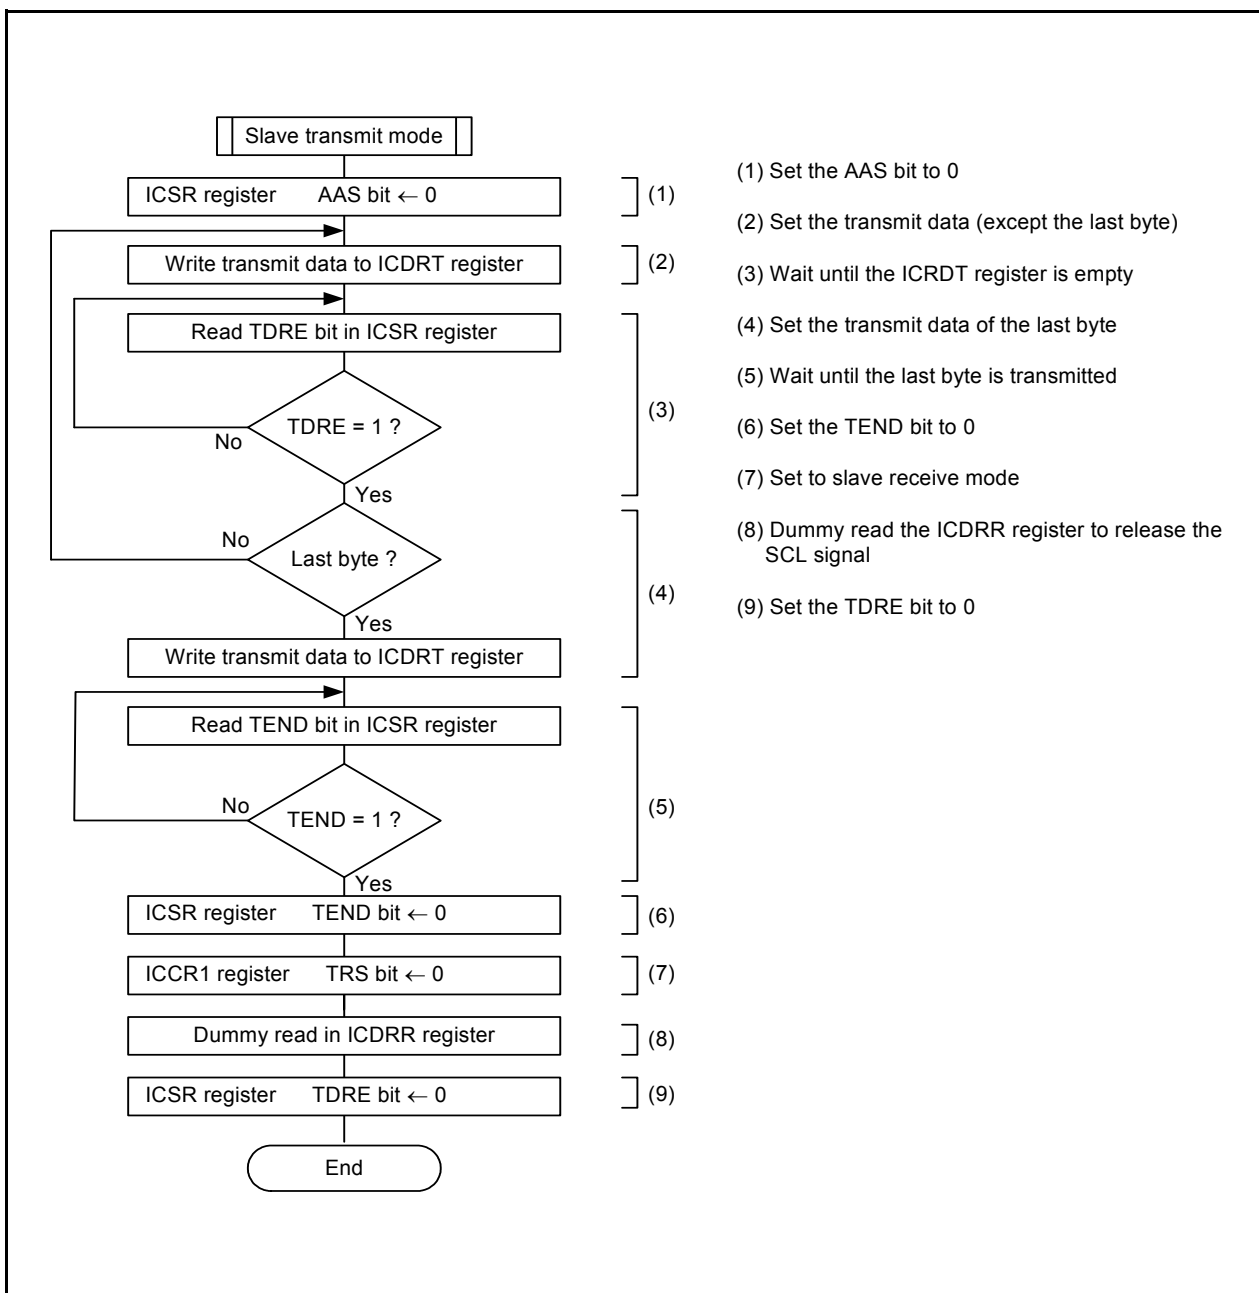 Slave transmit mode
ICSR register AAS bit ← 0
(1)
Write transmit data to ICDRT register
(2)
Read TDRE bit in ICSR register
TDRE = 1 ?
No
(3)
Yes
No
Last byte ?
(4)
Yes
Write transmit data to ICDRT register
Read TEND bit in ICSR register
No
TEND = 1 ?
(5)
Yes
ICSR register TEND bit ← 0
(6)
ICCR1 register TRS bit ← 0
(7)
Dummy read in ICDRR register
(8)
ICSR register TDRE bit ← 0
(9)
End
(1) Set the AAS bit to 0
(2) Set the transmit data (except the last byte)
(3) Wait until the ICRDT register is empty
(4) Set the transmit data of the last byte
(5) Wait until the last byte is transmitted
(6) Set the TEND bit to 0
(7) Set to slave receive mode
(8) Dummy read the ICDRR register to release the
SCL signal
(9) Set the TDRE bit to 0